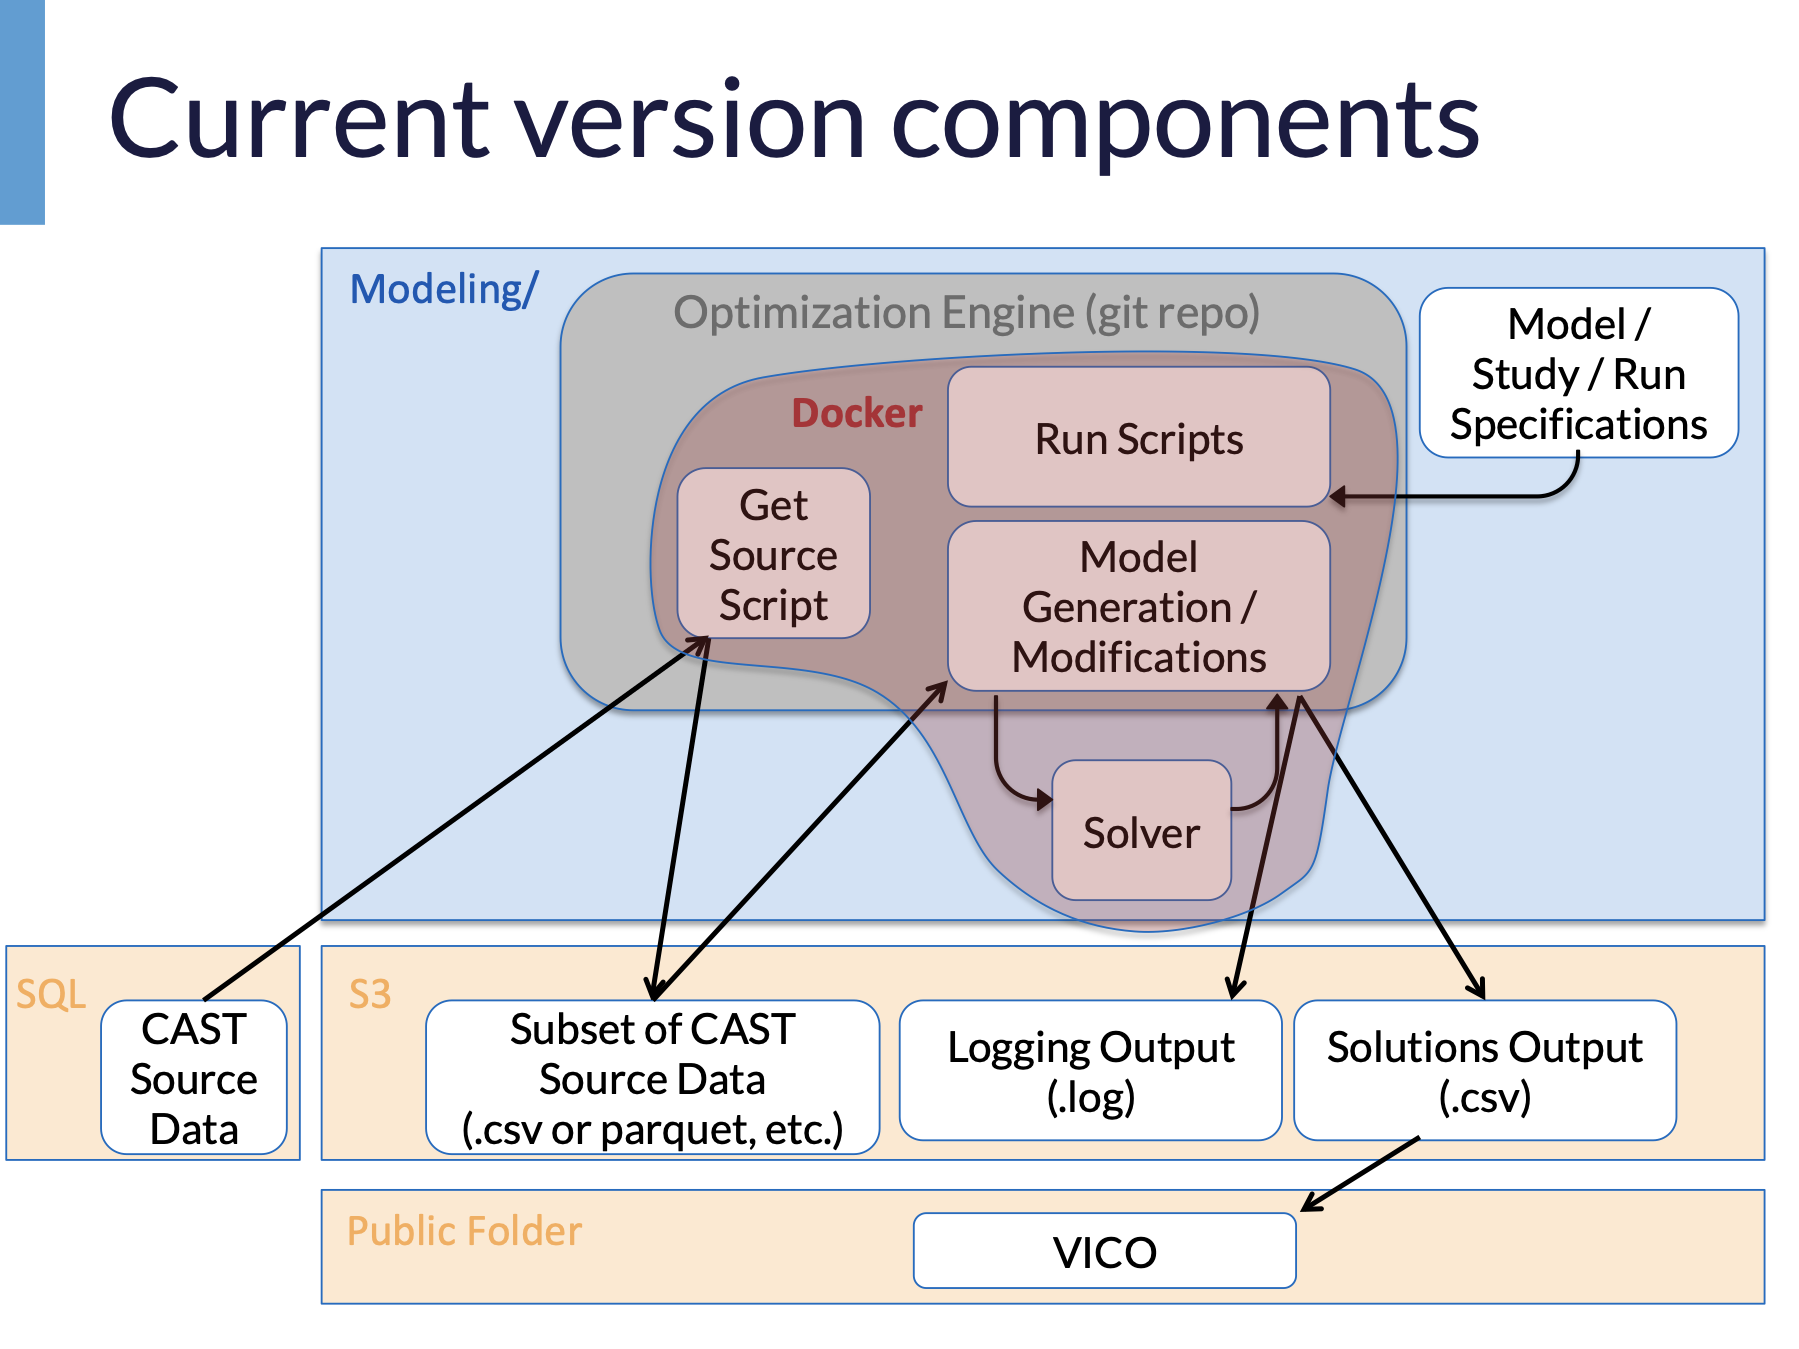 Current version components
Modeling/
Optimization Engine (git repo)
Model /
Study / Run
Specifications
Docker
Run Scripts
Get
Source
Script
Model
Generation /
Modifications
Solver
SQL
CAST
Source
Data
S3
Subset of CAST
Source Data
(.csv or parquet, etc.)
Logging Output
(.log)
Solutions Output
(.csv)
Public Folder
VICO